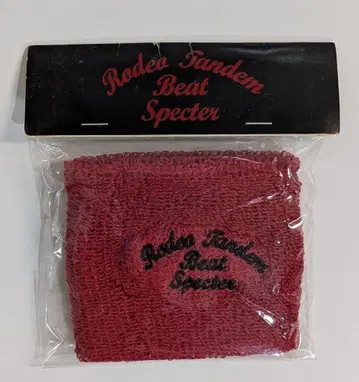 Rodeo Tandem
Beat
Specter
Rodeo Tandem
Beat
Specter